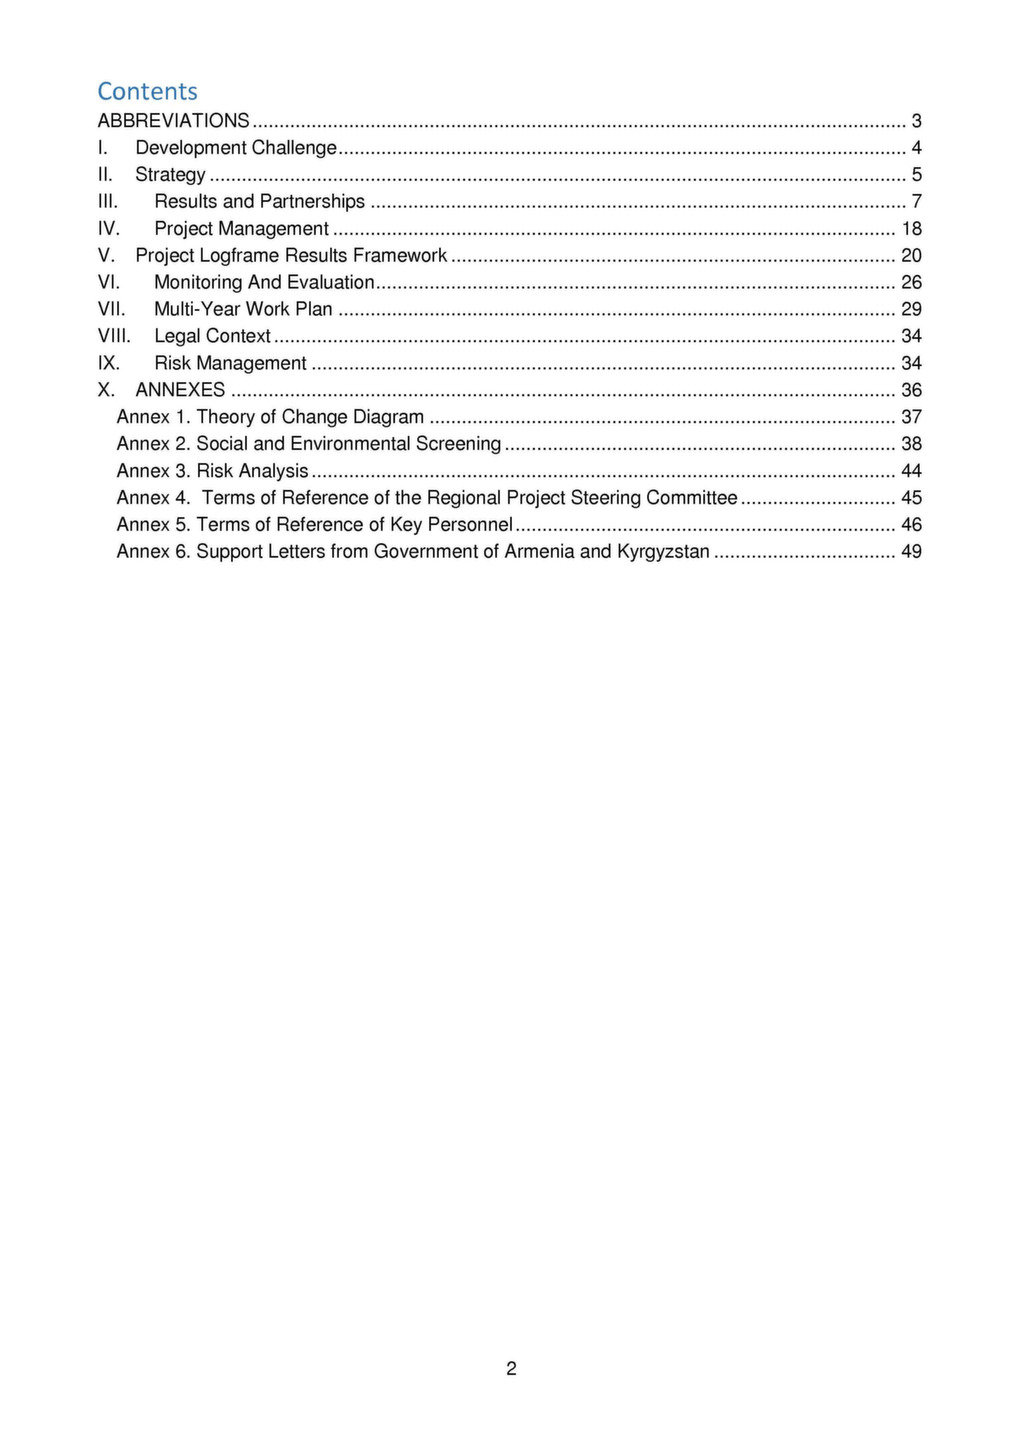 Contents
ABBREVIATIONS ........ 3
I. Development Challenge ........ 4
II. Strategy ........ 5
III. Results and Partnerships ........ 7
IV. Project Management ........ 18
V. Project Logframe Results Framework ........ 20
VI. Monitoring And Evaluation ........ 26
VII. Multi-Year Work Plan ........ 29
VIII. Legal Context ........ 34
IX. Risk Management ........ 34
X. ANNEXES ........ 36
Annex 1. Theory of Change Diagram ........ 37
Annex 2. Social and Environmental Screening ........ 38
Annex 3. Risk Analysis ........ 44
Annex 4. Terms of Reference of the Regional Project Steering Committee ........ 45
Annex 5. Terms of Reference of Key Personnel ........ 46
Annex 6. Support Letters from Government of Armenia and Kyrgyzstan ........ 49
2